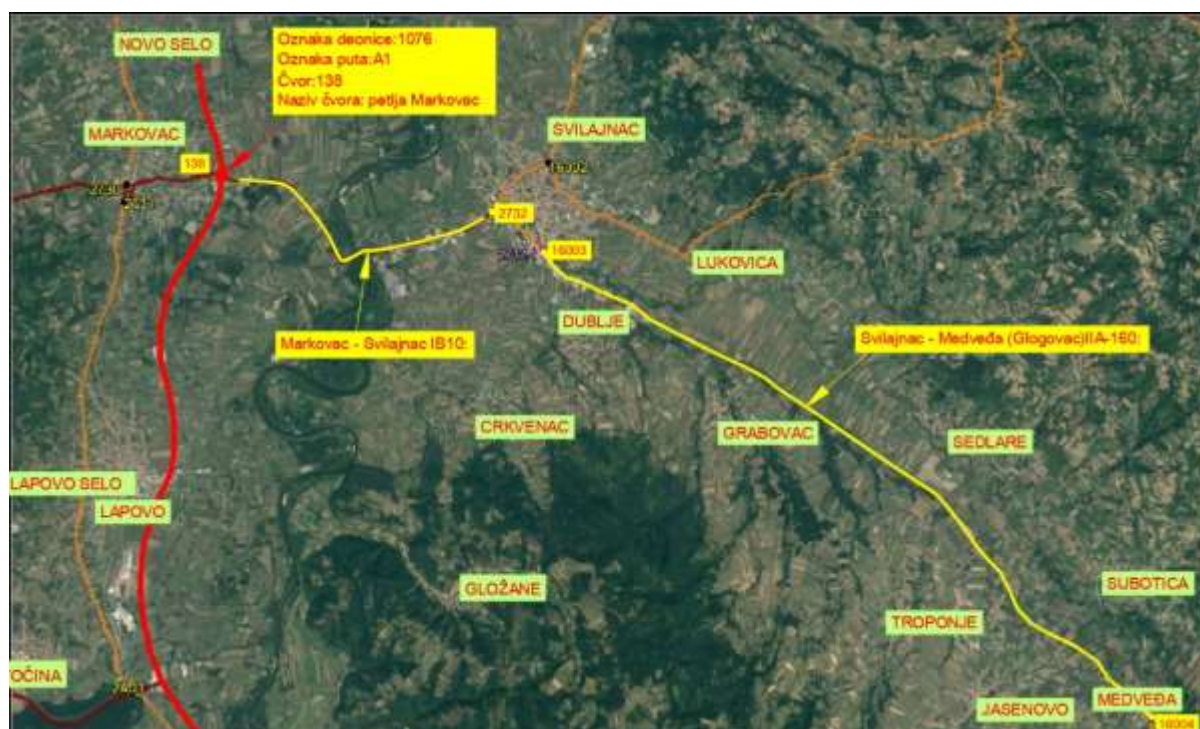 NOVO SELO
Oznaka deonice:1076
Oznaka puta:A1
Čvor:138
Naziv čvora: petlja Markovac
MARKOVAC
SVILAJNAC
138
16002
2732
16003
LUKOVICA
DUBLJE
Markovac - Svilajnac IB10:
Svilajnac - Medveđa (Glogovac)IIA-160:
CRKVENAC
GRABOVAC
SEDLARE
LAPOVO SELO
LAPOVO
GLOŽANE
SUBOTICA
TROPONJE
OČINA
MEDVEĐA
JASENOVO
16004